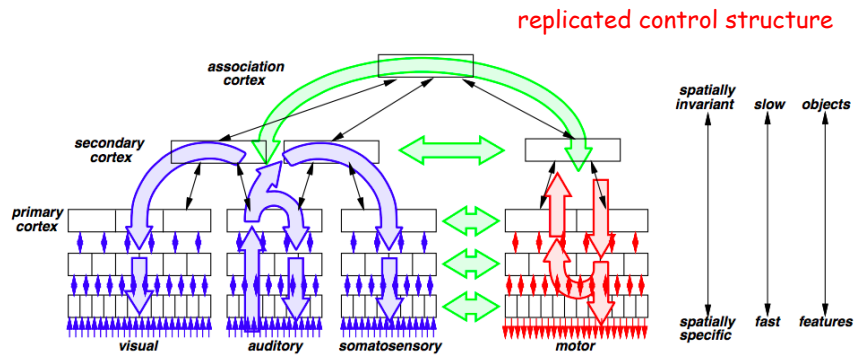 replicated control structure
association
cortex
spatially
invariant
slow
objects
secondary
cortex
primary
cortex
visual
auditory
somatosensory
motor
spatially
specific
fast
features